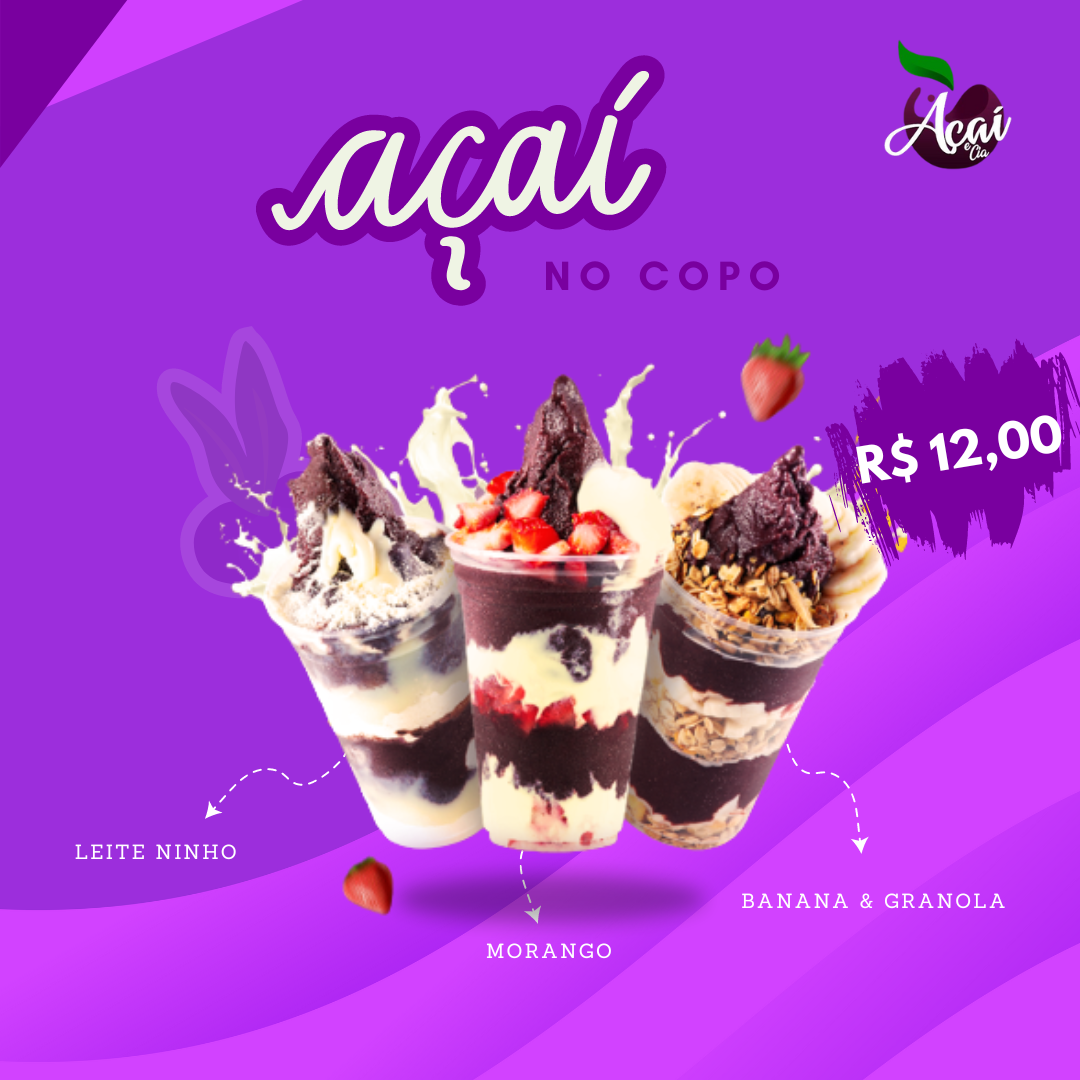 açaí
NO COPO
Açaí
e Cia
R$ 12,00
LEITE NINHO
BANANA & GRANOLA
MORANGO